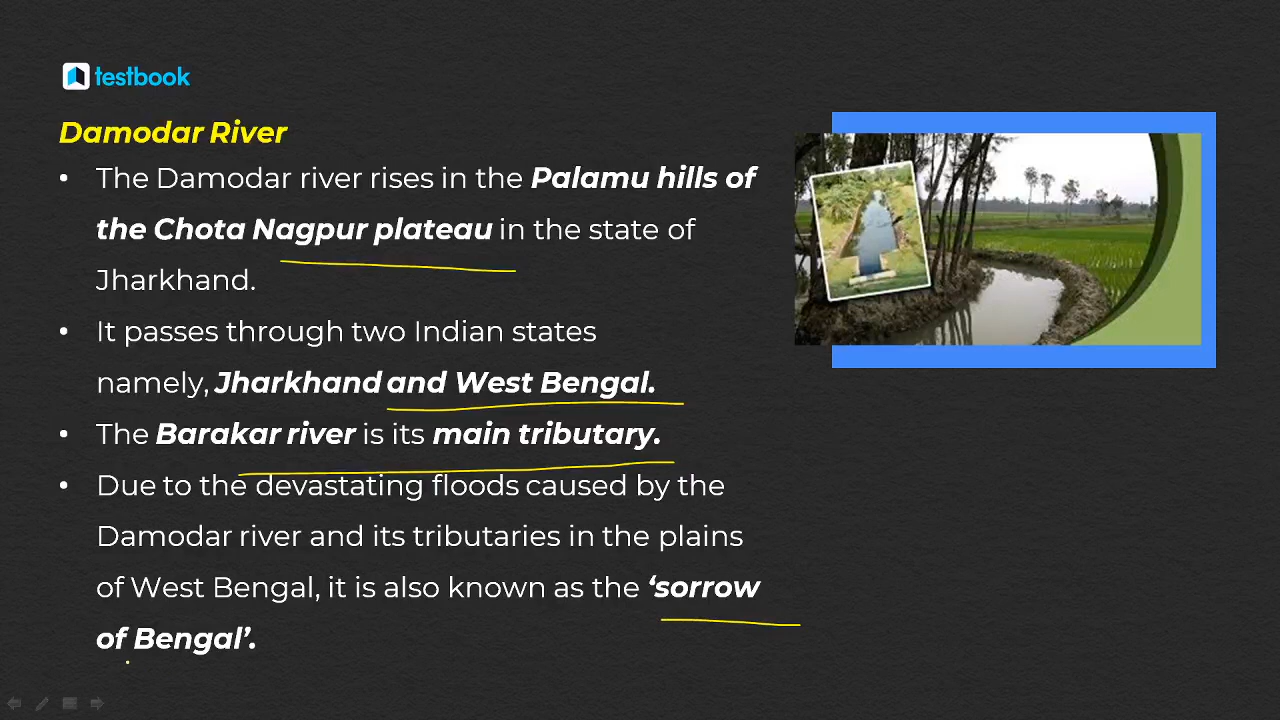 testbook
Damodar River
• The Damodar river rises in the Palamu hills of
the Chota Nagpur plateau in the state of
Jharkhand.
• It passes through two Indian states
namely, Jharkhand and West Bengal.
• The Barakar river is its main tributary.
• Due to the devastating floods caused by the
Damodar river and its tributaries in the plains
of West Bengal, it is also known as the ‘sorrow
of Bengal’.